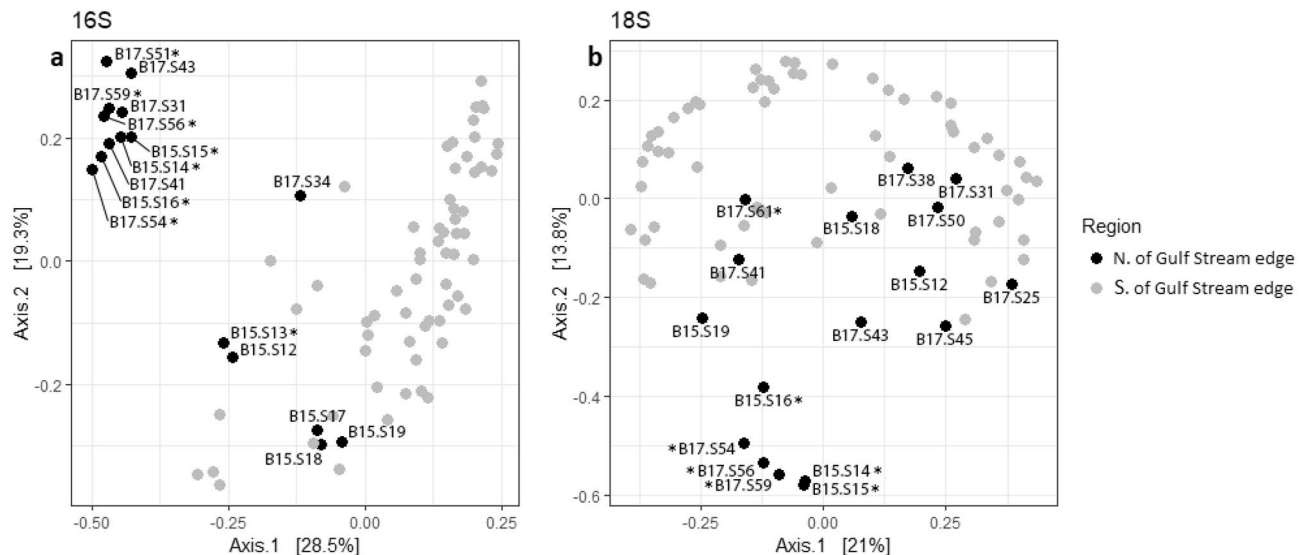 16S
a
B17.S51*
B17.S43
B17.S59*
B17.S31
B17.S56*
B15.S15*
B15.S14*
B17.S41
B15.S16*
B17.S54*
B17.S34
B15.S13*
B15.S12
B15.S17
B15.S19
B15.S18
0.2
0.0
-0.2
Axis.2 [19.3%]
-0.50 -0.25 0.00 0.25
Axis.1 [28.5%]
18S
b
B17.S38
B17.S31
B17.S61*
B15.S18
B17.S50
B17.S41
B15.S12
B17.S25
B15.S19
B17.S43
B17.S45
B15.S16*
*B17.S54
*B17.S56
*B17.S59
B15.S14*
B15.S15*
0.2
0.0
-0.2
-0.4
-0.6
Axis.2 [13.8%]
-0.25 0.00 0.25
Axis.1 [21%]
Region
N. of Gulf Stream edge
S. of Gulf Stream edge